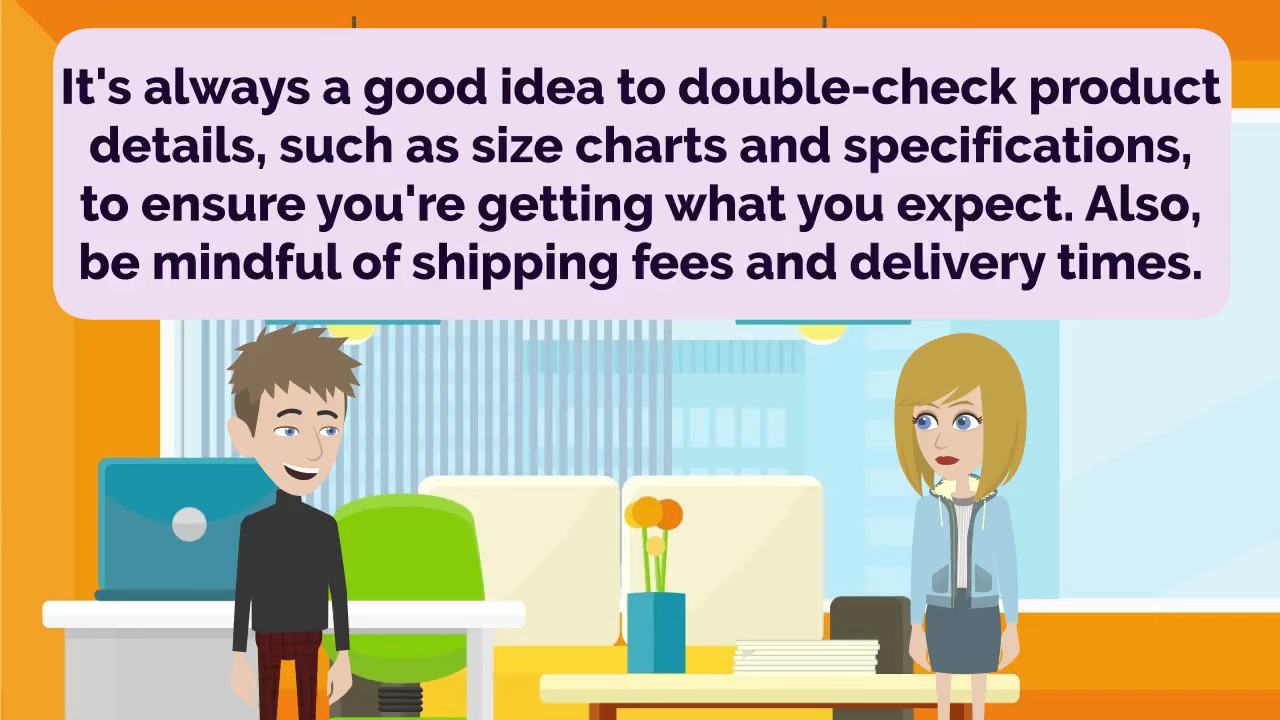 It's always a good idea to double-check product
details, such as size charts and specifications,
to ensure you're getting what you expect. Also,
be mindful of shipping fees and delivery times.